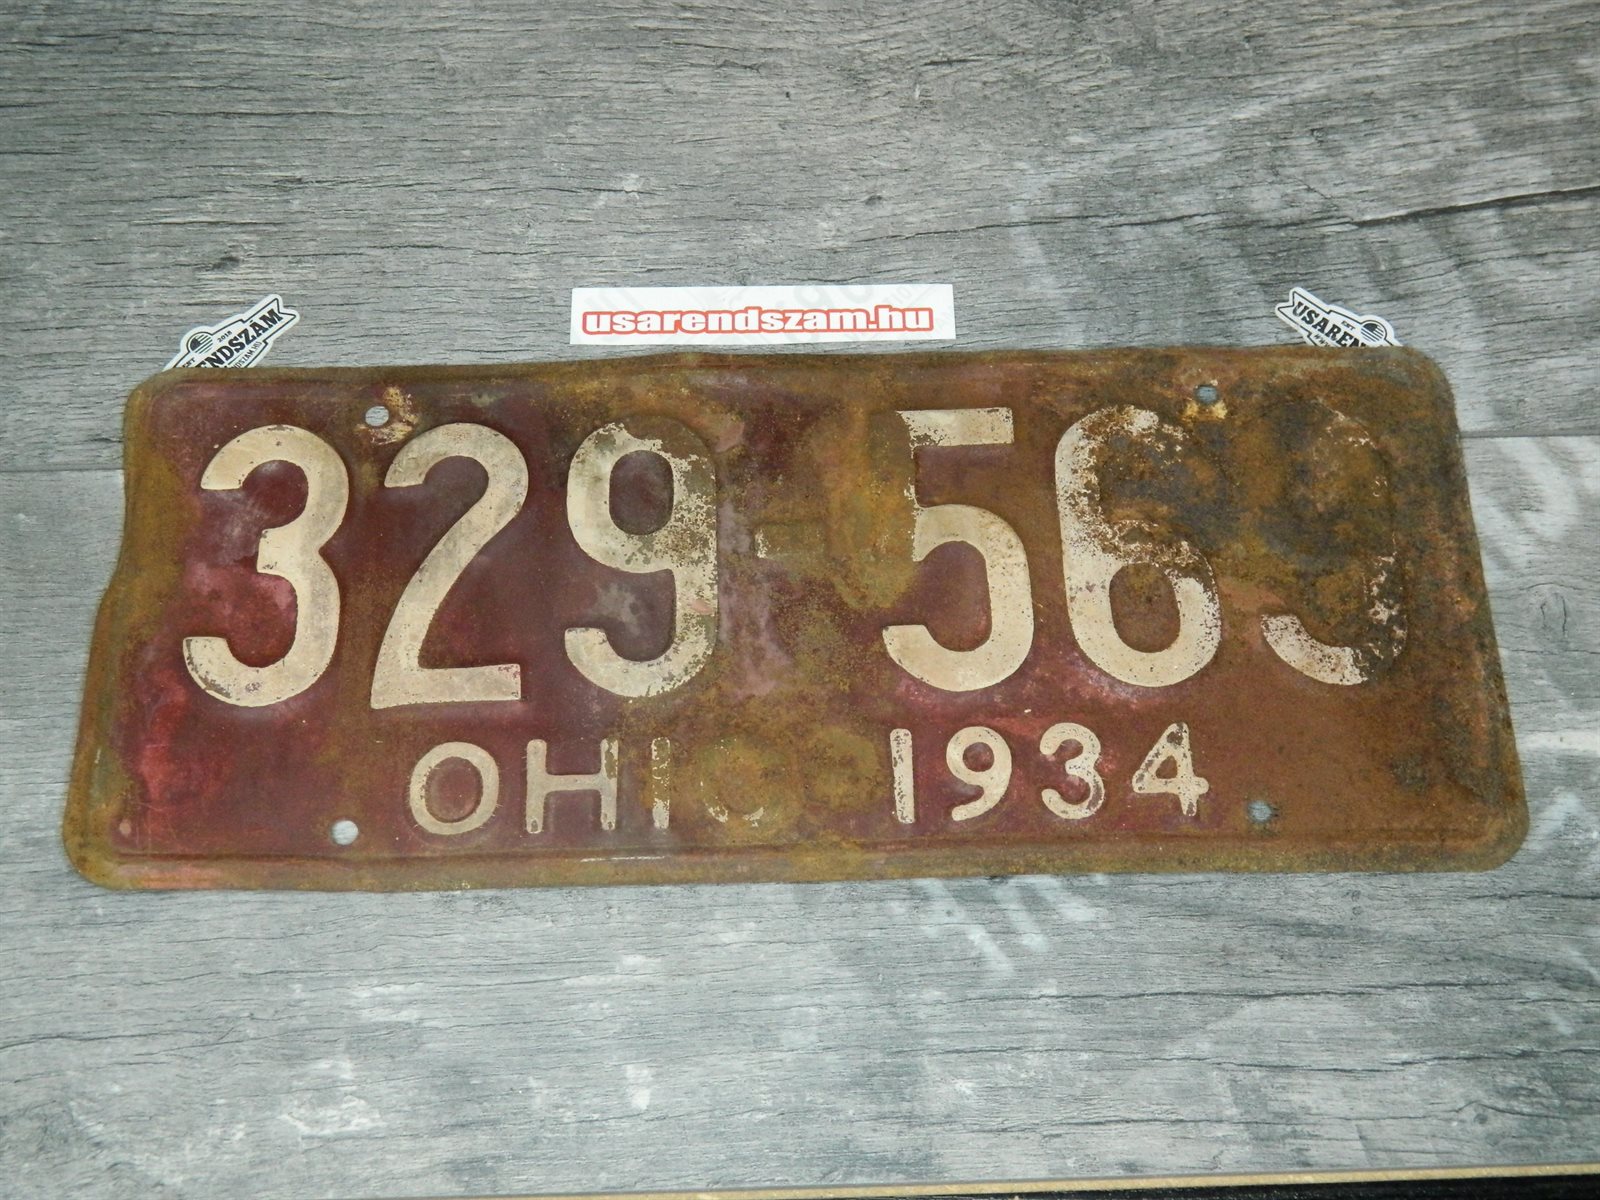 usarendszam.hu
329-569
OHIO 1934